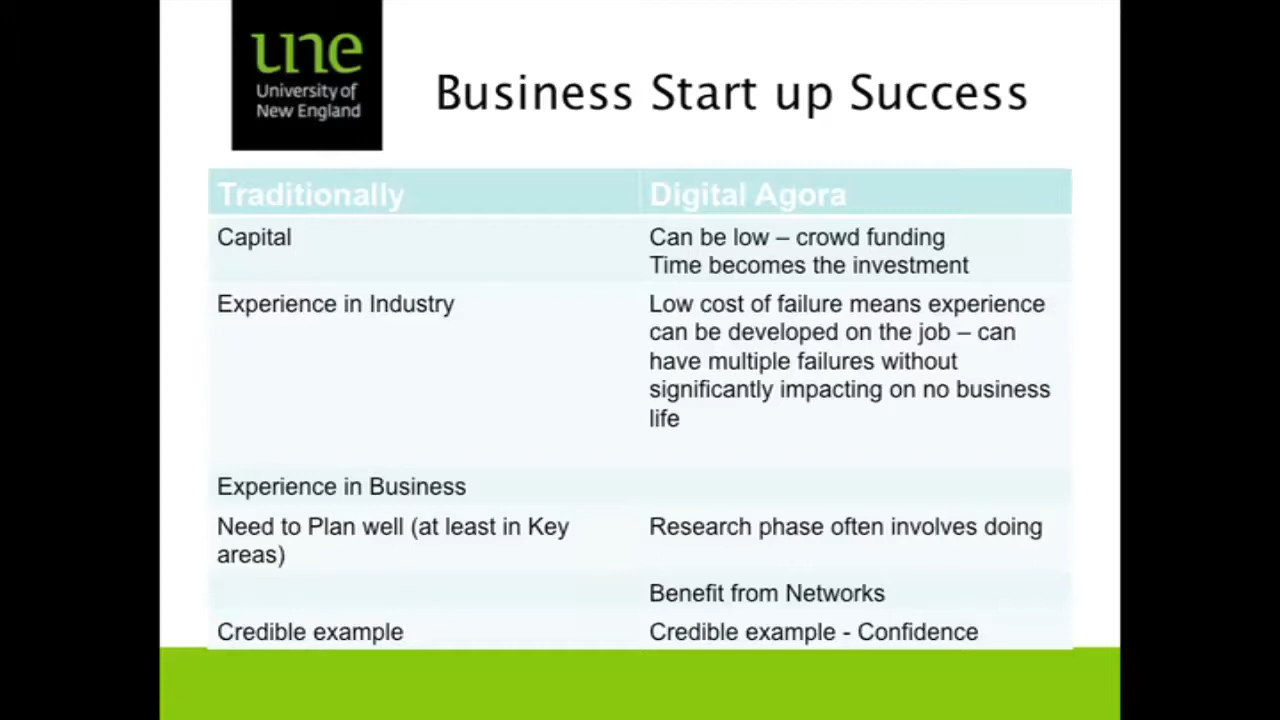 une
University of
New England
Business Start up Success
Traditionally
Digital Agora
Capital
Can be low – crowd funding
Time becomes the investment
Experience in Industry
Low cost of failure means experience
can be developed on the job – can
have multiple failures without
significantly impacting on no business
life
Experience in Business
Need to Plan well (at least in Key
areas)
Research phase often involves doing
Benefit from Networks
Credible example
Credible example - Confidence